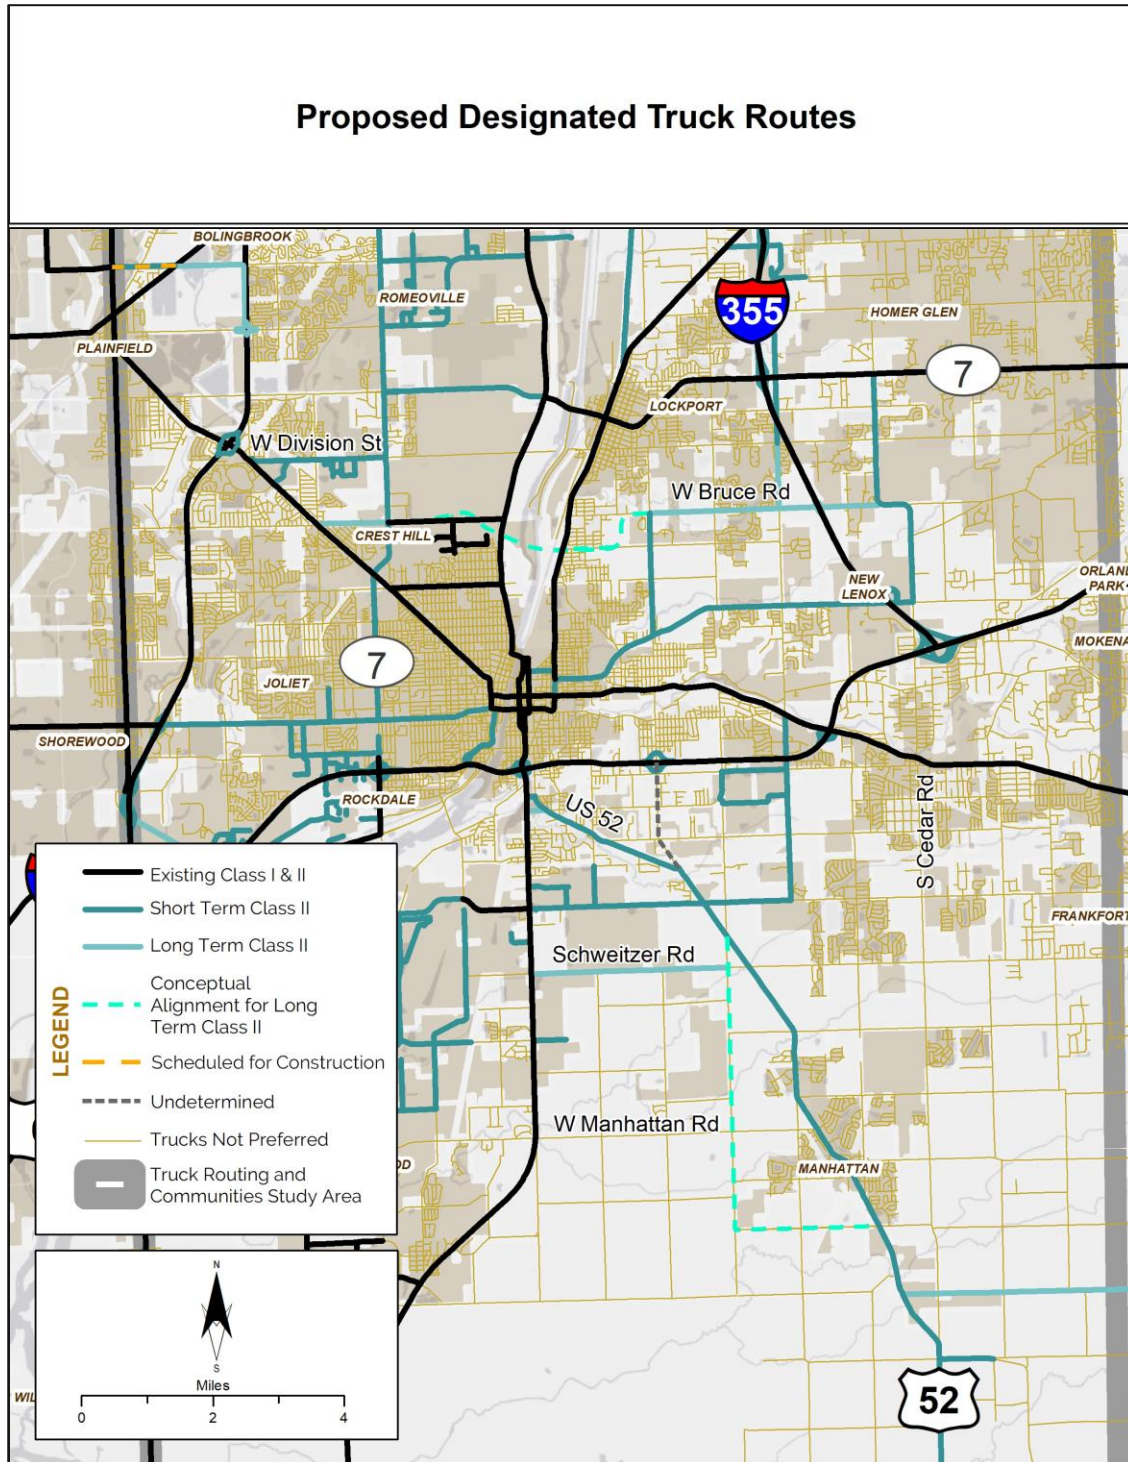 Proposed Designated Truck Routes
BOLINGBROOK
ROMEOVILLE
355
HOMER GLEN
PLAINFIELD
7
LOCKPORT
W Division St
W Bruce Rd
CREST HILL
NEW
LENOX
ORLAN
PARK
MOKENA
7
JOLIET
SHOREWOOD
ROCKDALE
US 52
S Cedar Rd
FRANKFORT
Schweitzer Rd
W Manhattan Rd
MANHATTAN
OD
LEGEND
Existing Class I & II
Short Term Class II
Long Term Class II
Conceptual
Alignment for Long
Term Class II
Scheduled for Construction
Undetermined
Trucks Not Preferred
Truck Routing and
Communities Study Area
N
S
Miles
0 2 4
WIL
52